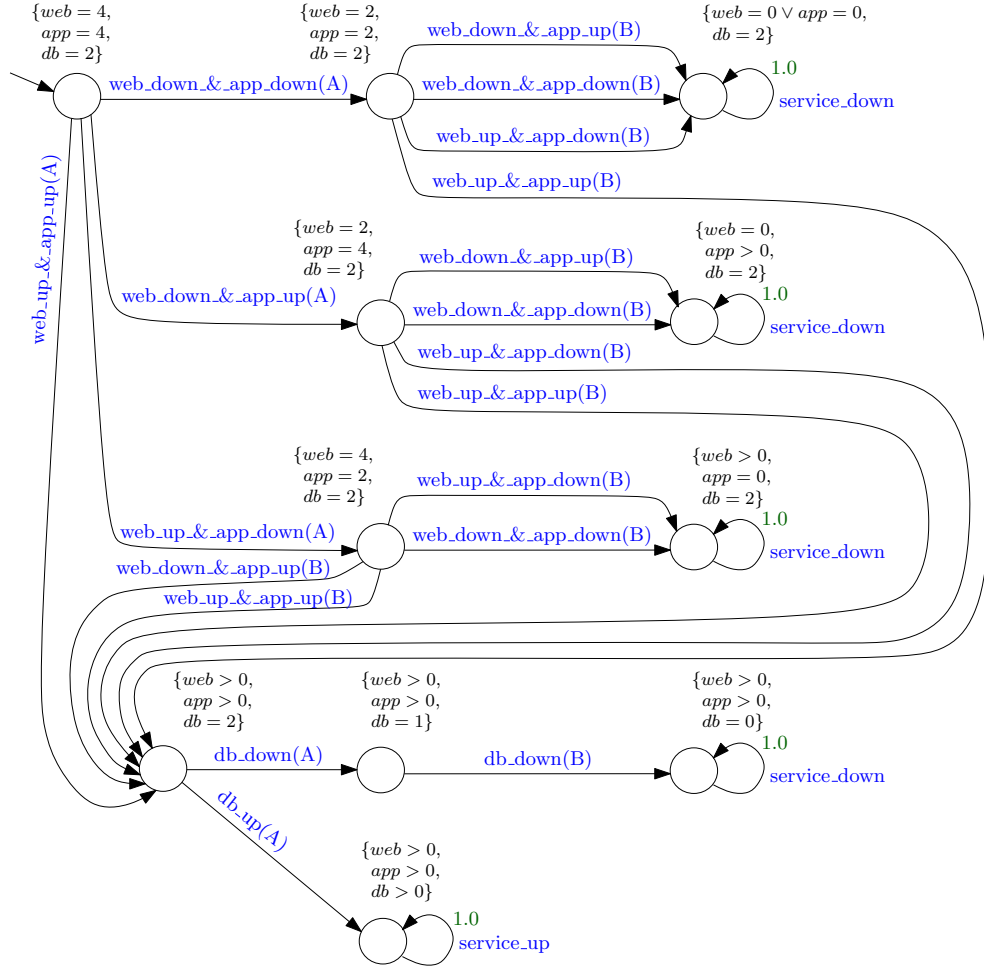 {web = 4,
app = 4,
db = 2}
{web = 2,
app = 2,
db = 2}
{web = 0 ∨ app = 0,
db = 2}
web_down_&_app_up(B)
web_down_&_app_down(A)
web_down_&_app_down(B)
1.0
service_down
web_up_&_app_down(B)
web_up_&_app_up(B)
web_up_&_app_up(A)
{web = 2,
app = 4,
db = 2}
{web = 0,
app > 0,
db = 2}
web_down_&_app_up(B)
web_down_&_app_up(A)
web_down_&_app_down(B)
1.0
service_down
web_up_&_app_down(B)
web_up_&_app_up(B)
{web = 4,
app = 2,
db = 2}
{web > 0,
app = 0,
db = 2}
web_up_&_app_down(B)
web_up_&_app_down(A)
web_down_&_app_down(B)
1.0
service_down
web_down_&_app_up(B)
web_up_&_app_up(B)
{web > 0,
app > 0,
db = 2}
{web > 0,
app > 0,
db = 1}
{web > 0,
app > 0,
db = 0}
db_down(A)
db_down(B)
1.0
service_down
db_up(A)
{web > 0,
app > 0,
db > 0}
1.0
service_up